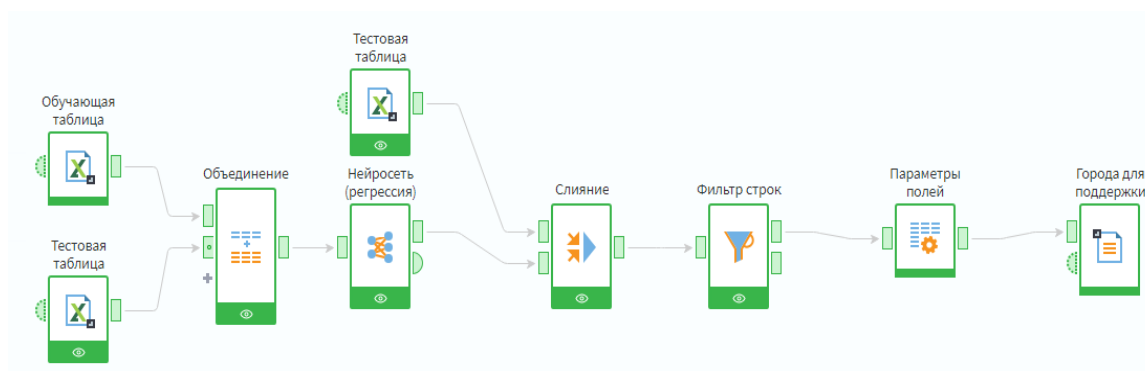 Тестовая
таблица
Обучающая
таблица
Объединение
Нейросеть
(регрессия)
Слияние
Фильтр строк
Параметры
полей
Города для
поддержки
Тестовая
таблица